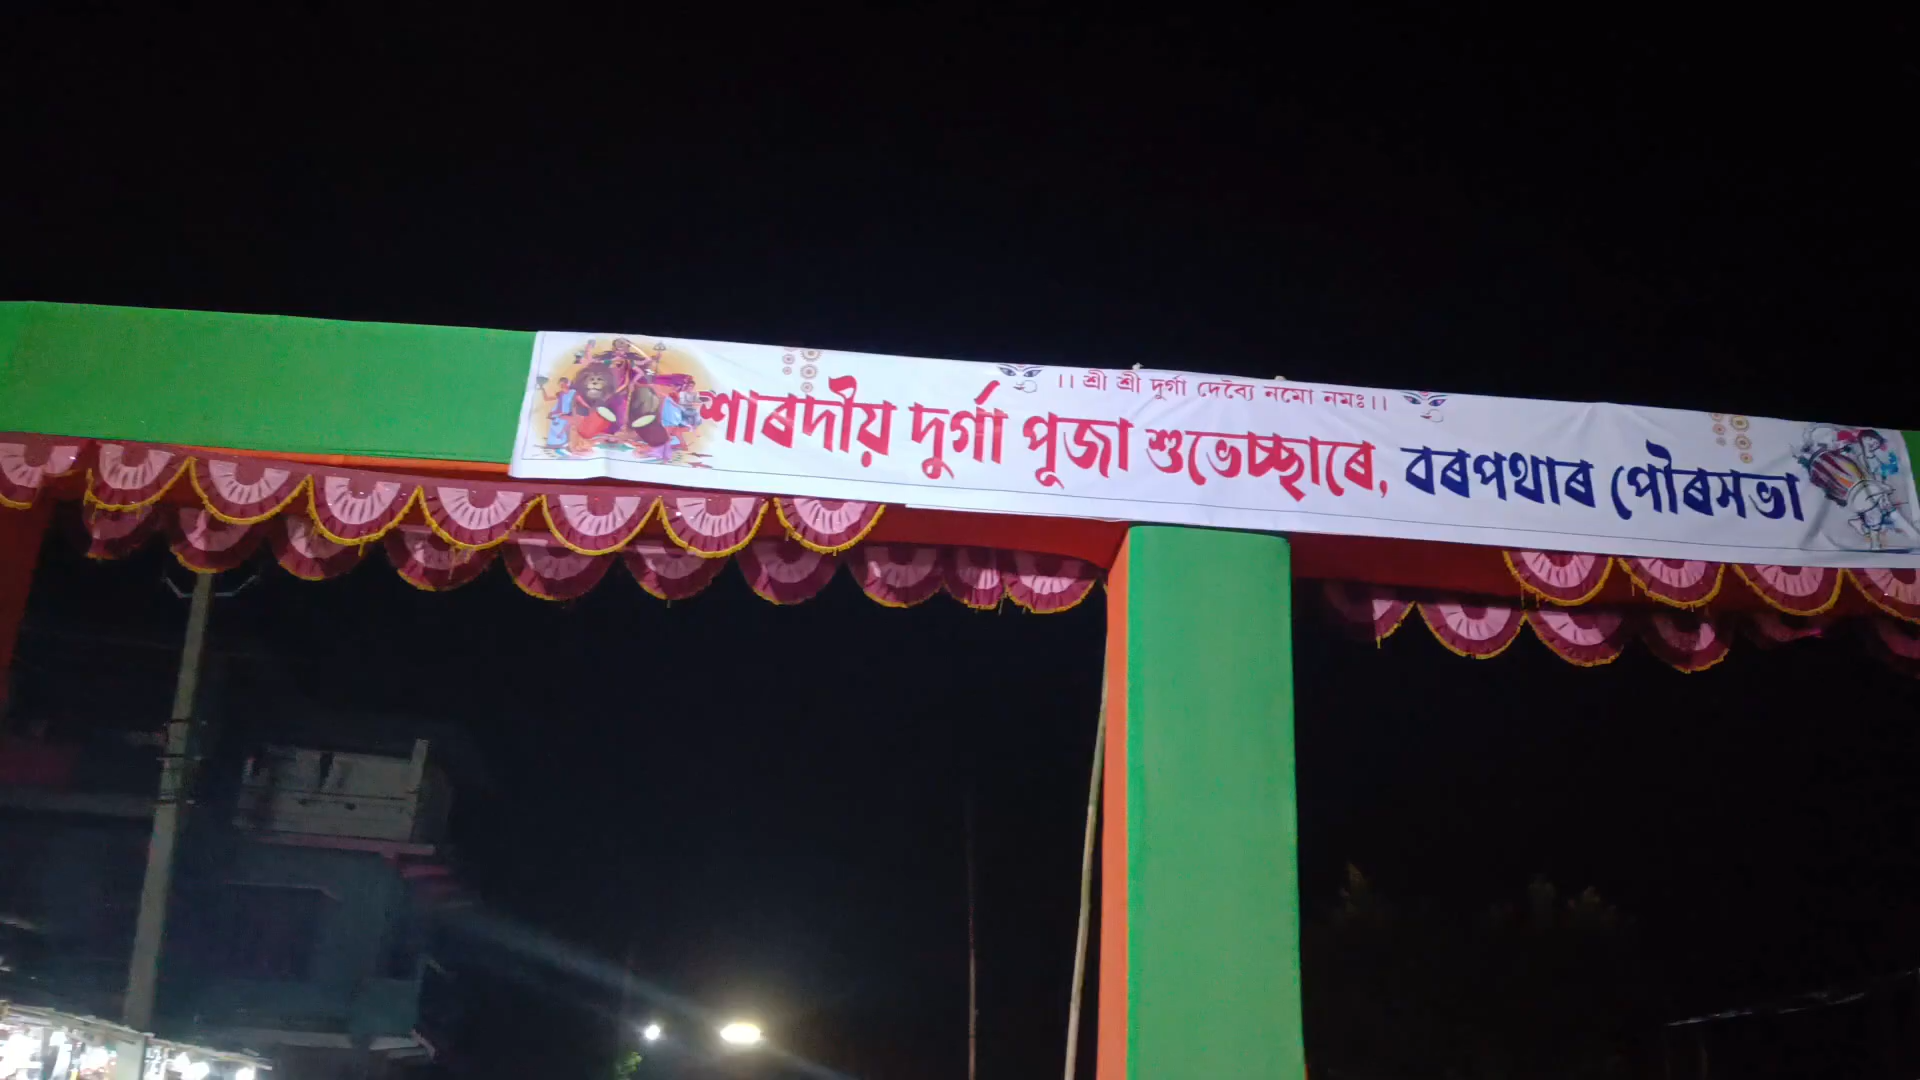 ।। শ্ৰী শ্ৰী দুৰ্গা দেব্যৈ নমো নমঃ।।
শাৰদীয় দুৰ্গা পূজা শুভেচ্ছাৰে, বৰপথাৰ পৌৰসভা